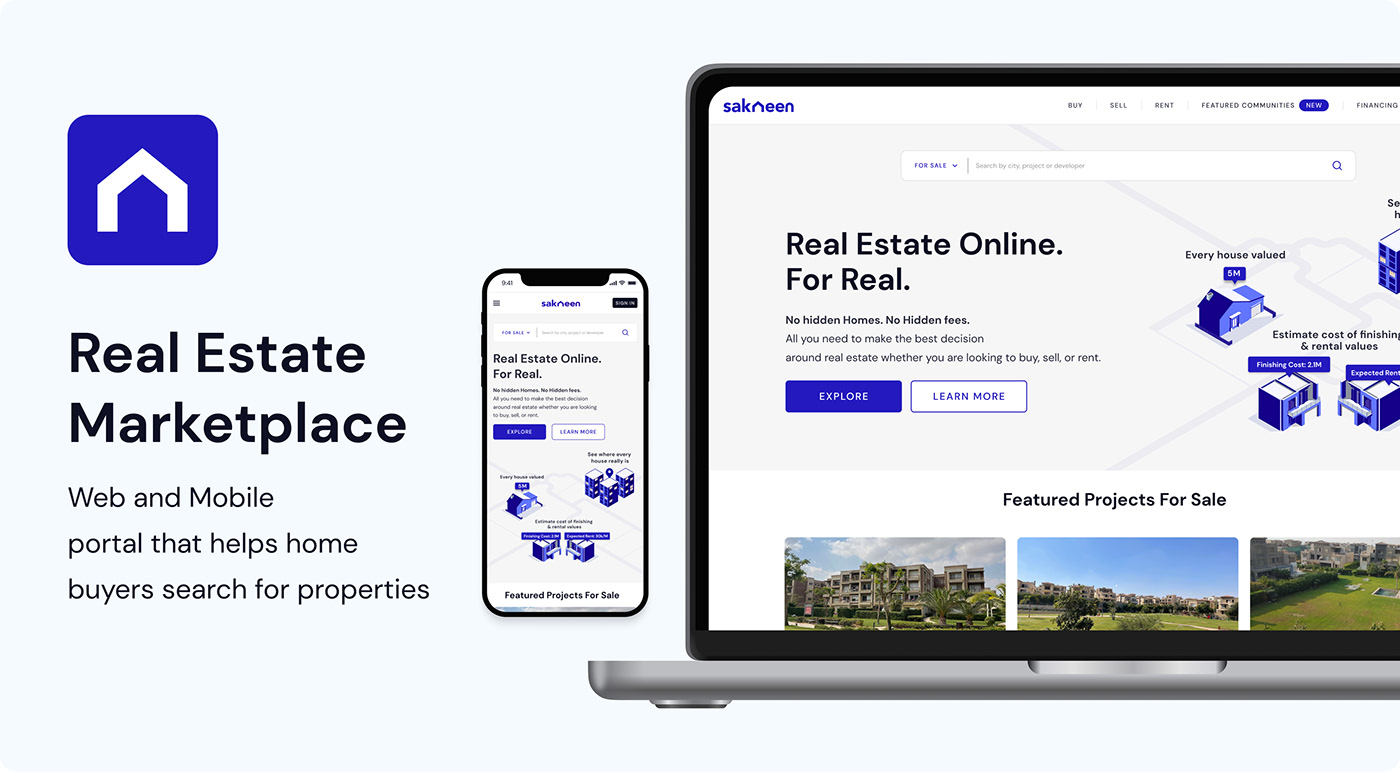 Real Estate
Marketplace
Web and Mobile
portal that helps home
buyers search for properties
9:41
sakneen
SIGN IN
FOR SALE
Search by city, project or developer
Real Estate Online.
For Real.
No hidden Homes. No Hidden fees.
All you need to make the best decision
around real estate whether you are looking
to buy, sell, or rent.
EXPLORE
LEARN MORE
See where every
house really is
Every house valued
5M
Estimate cost of finishing
& rental values
Finishing Cost: 2.1M
Expected Rent: 30k/M
Featured Projects For Sale
sakneen
BUY
SELL
RENT
FEATURED COMMUNITIES NEW
FINANCING
FOR SALE
Search by city, project or developer
Real Estate Online.
For Real.
No hidden Homes. No Hidden fees.
All you need to make the best decision
around real estate whether you are looking to buy, sell, or rent.
EXPLORE
LEARN MORE
Se
h
Every house valued
5M
Estimate cost of finishing
& rental values
Finishing Cost: 2.1M
Expected Rent
Featured Projects For Sale